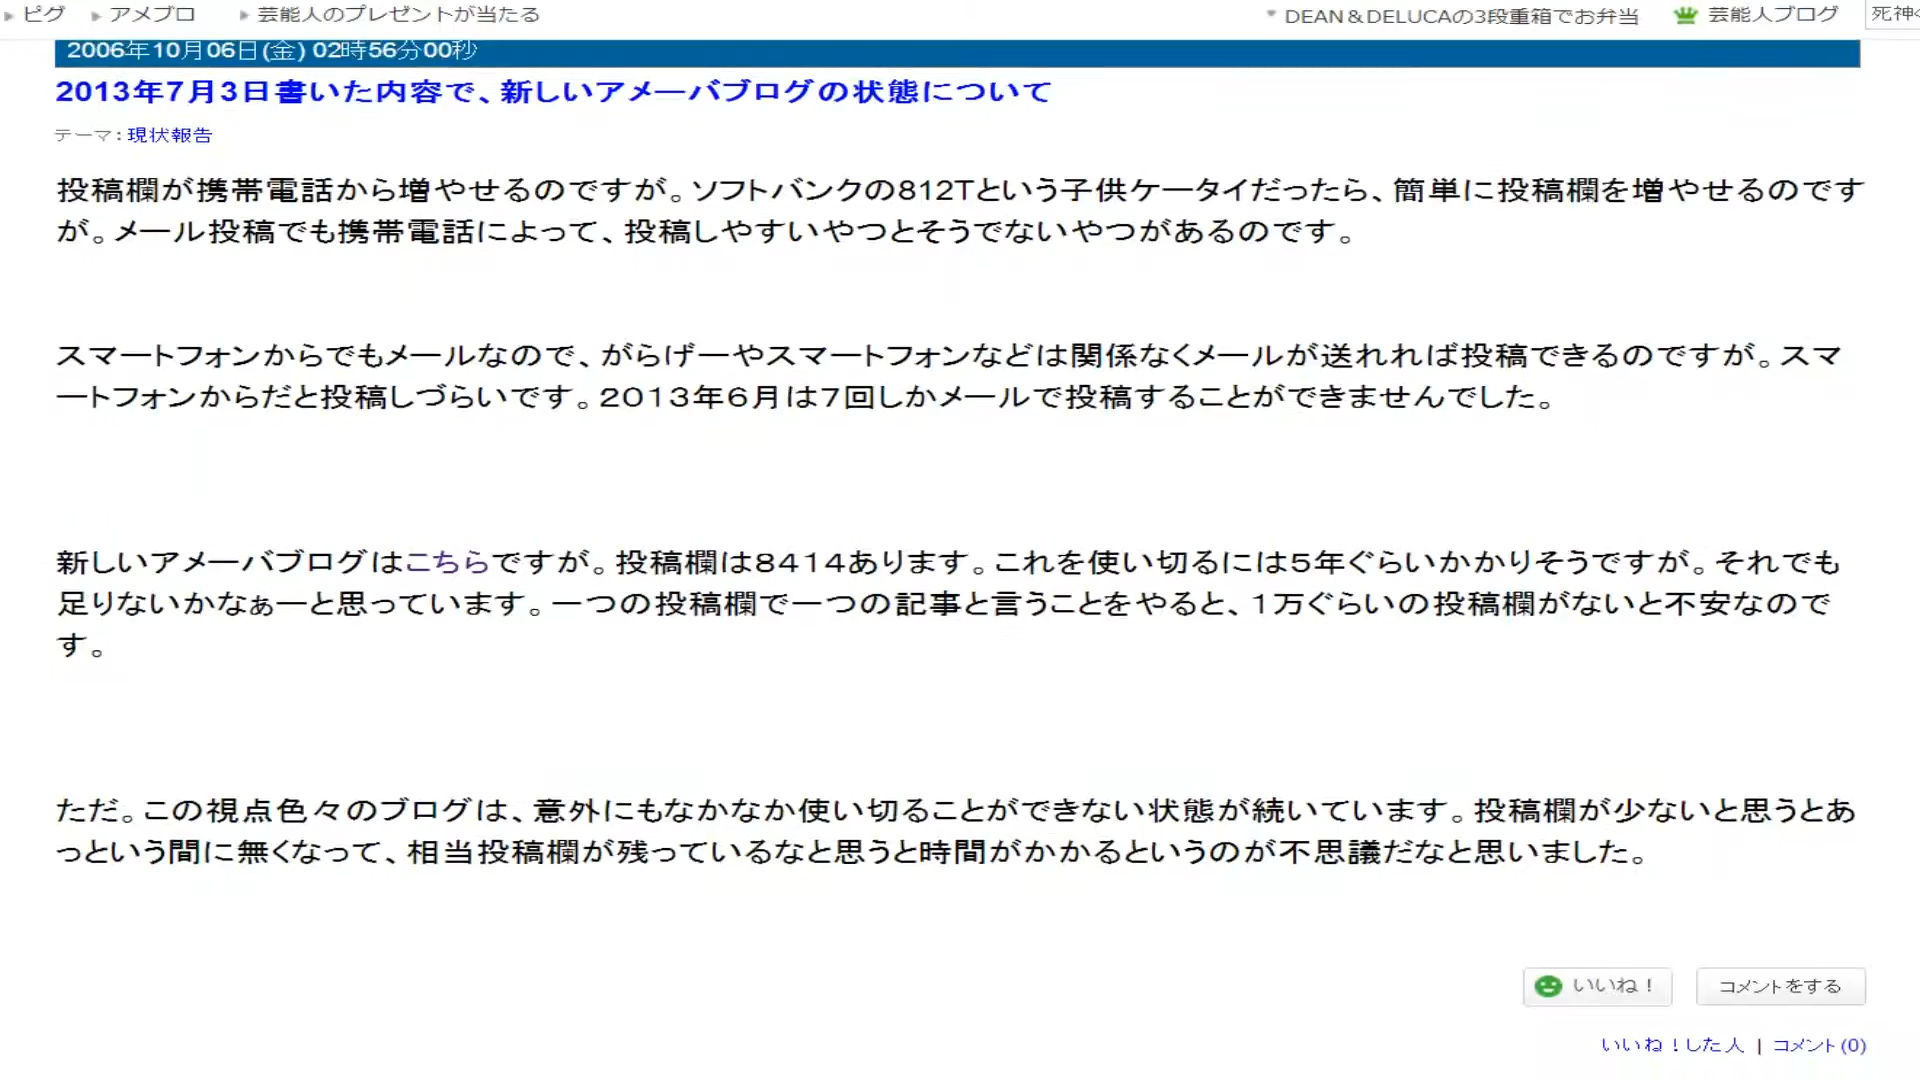 ピグ アメブロ 芸能人のプレゼントが当たる DEAN＆DELUCAの3段重箱でお弁当 芸能人ブログ 死神
2006年10月06日(金) 02時56分00秒
2013年7月3日書いた内容で、新しいアメーバブログの状態について
テーマ：現状報告
投稿欄が携帯電話から増やせるのですが。ソフトバンクの812Tという子供ケータイだったら、簡単に投稿欄を増やせるのです
が。メール投稿でも携帯電話によって、投稿しやすいやつとそうでないやつがあるのです。
スマートフォンからでもメールなので、がらげーやスマートフォンなどは関係なくメールが送れれば投稿できるのですが。スマ
ートフォンからだと投稿しづらいです。２０１３年６月は７回しかメールで投稿することができませんでした。
新しいアメーバブログはこちらですが。投稿欄は８４１４あります。これを使い切るには５年ぐらいかかりそうですが。それでも
足りないかなぁーと思っています。一つの投稿欄で一つの記事と言うことをやると、１万ぐらいの投稿欄がないと不安なので
す。
ただ。この視点色々のブログは、意外にもなかなか使い切ることができない状態が続いています。投稿欄が少ないと思うとあ
っという間に無くなって、相当投稿欄が残っているなと思うと時間がかかるというのが不思議だなと思いました。
いいね！ コメントをする
いいね！した人 | コメント(0)